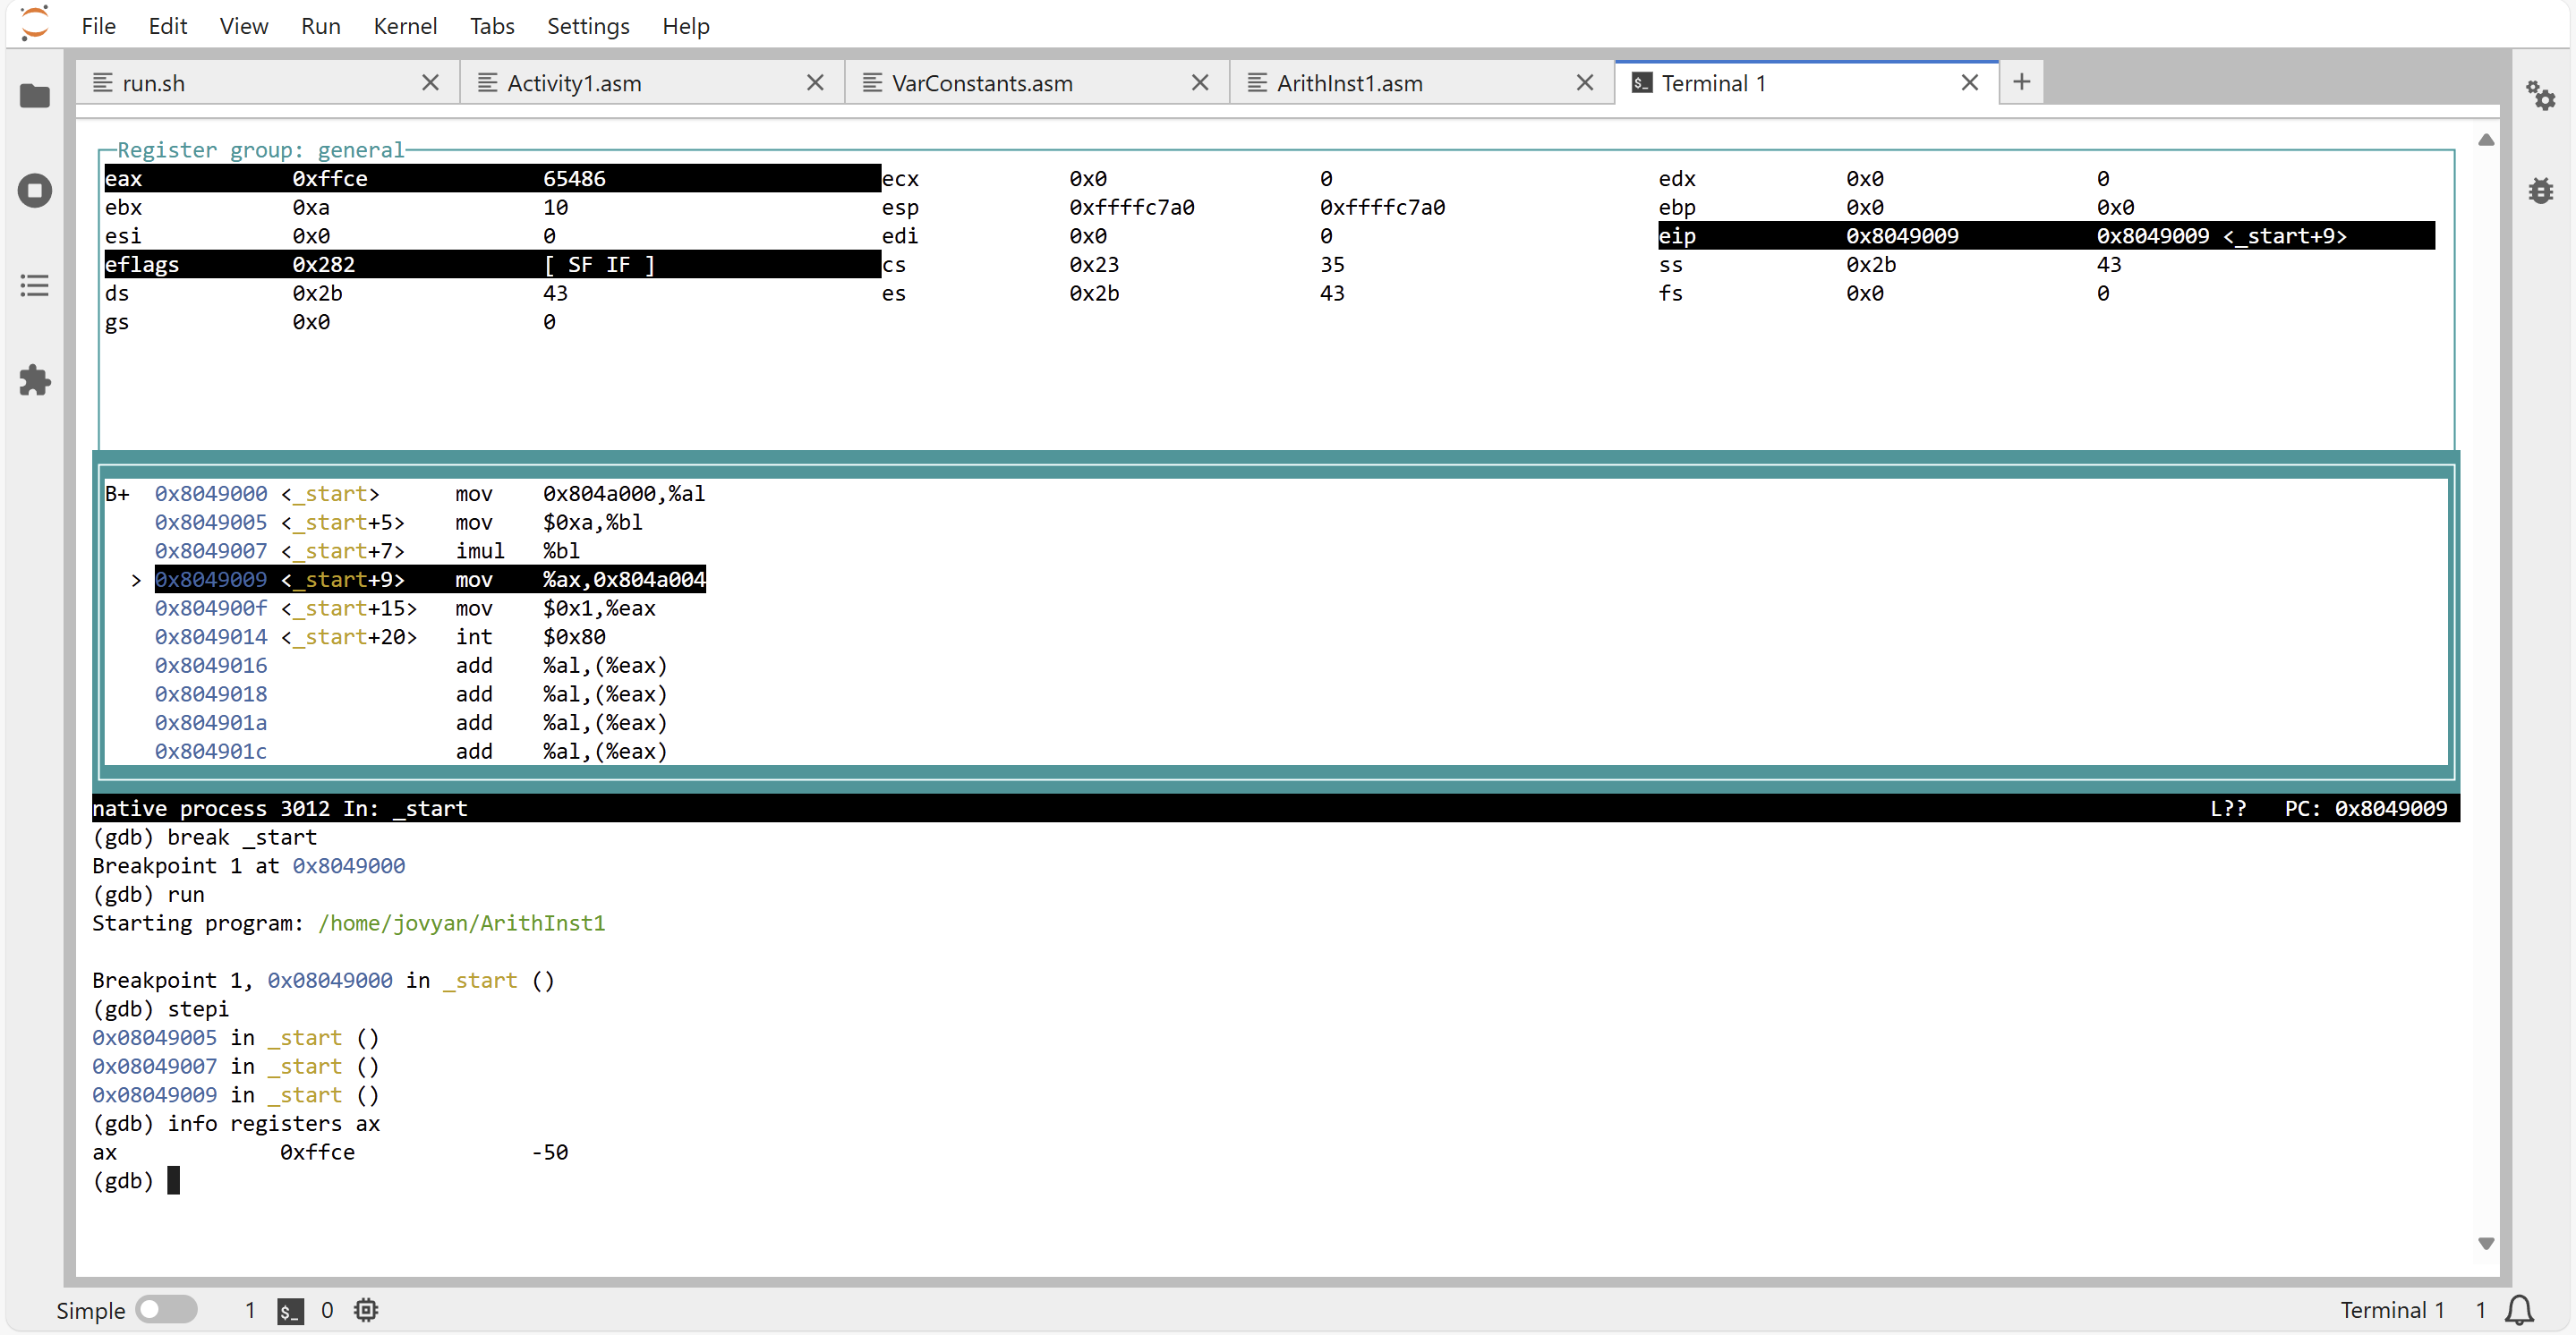 File Edit View Run Kernel Tabs Settings Help
run.sh Activity1.asm VarConstants.asm ArithInst1.asm $_ Terminal 1 +
Register group: general
eax 0xffce 65486 ecx 0x0 0 edx 0x0 0
ebx 0xa 10 esp 0xffffc7a0 0xffffc7a0 ebp 0x0 0x0
esi 0x0 0 edi 0x0 0 eip 0x8049009 0x8049009 <_start+9>
eflags 0x282 [ SF IF ] cs 0x23 35 ss 0x2b 43
ds 0x2b 43 es 0x2b 43 fs 0x0 0
gs 0x0 0
B+ 0x8049000 <_start> mov 0x804a000,%al
0x8049005 <_start+5> mov $0xa,%bl
0x8049007 <_start+7> imul %bl
> 0x8049009 <_start+9> mov %ax,0x804a004
0x804900f <_start+15> mov $0x1,%eax
0x8049014 <_start+20> int $0x80
0x8049016 add %al,(%eax)
0x8049018 add %al,(%eax)
0x804901a add %al,(%eax)
0x804901c add %al,(%eax)
native process 3012 In: _start L?? PC: 0x8049009
(gdb) break _start
Breakpoint 1 at 0x8049000
(gdb) run
Starting program: /home/jovyan/ArithInst1
Breakpoint 1, 0x08049000 in _start ()
(gdb) stepi
0x08049005 in _start ()
0x08049007 in _start ()
0x08049009 in _start ()
(gdb) info registers ax
ax 0xffce -50
(gdb)
Simple 1 $_ 0 Terminal 1 1